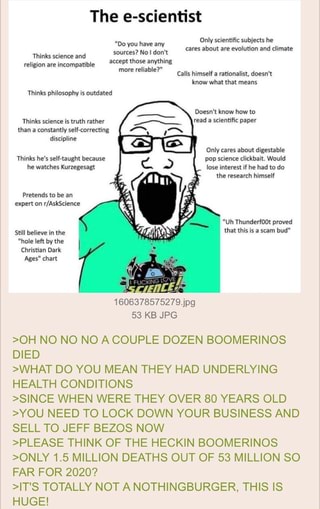 The e-scientist
"Do you have any
sources? No I don't
accept those anything
more reliable?"
Only scientific subjects he
cares about are evolution and climate
Thinks science and
religion are incompatible
Calls himself a rationalist, doesn't
know what that means
Thinks philosophy is outdated
Doesn't know how to
read a scientific paper
Thinks science is truth rather
than a constantly self-correcting
discipline
Only cares about digestable
pop science clickbait. Would
lose interest if he had to do
the research himself
Thinks he's self-taught because
he watches Kurzegesagt
Pretends to be an
expert on r/AskScience
"Uh Thunderf00t proved
that this is a scam bud"
Still believe in the
"hole left by the
Christian Dark
Ages" chart
I FUCKING LOVE
SCIENCE!
1606378575279.jpg
53 KB JPG
>OH NO NO NO A COUPLE DOZEN BOOMERINOS
DIED
>WHAT DO YOU MEAN THEY HAD UNDERLYING
HEALTH CONDITIONS
>SINCE WHEN WERE THEY OVER 80 YEARS OLD
>YOU NEED TO LOCK DOWN YOUR BUSINESS AND
SELL TO JEFF BEZOS NOW
>PLEASE THINK OF THE HECKIN BOOMERINOS
>ONLY 1.5 MILLION DEATHS OUT OF 53 MILLION SO
FAR FOR 2020?
>IT'S TOTALLY NOT A NOTHINGBURGER, THIS IS
HUGE!